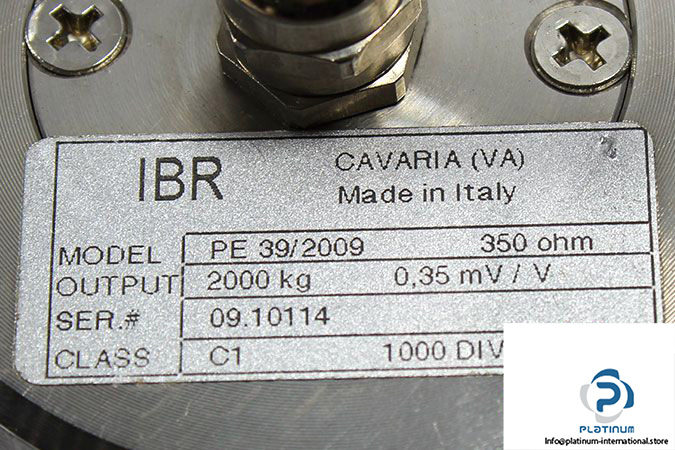 IBR
CAVARIA (VA)
Made in Italy
MODEL PE 39/2009 350 ohm
OUTPUT 2000 kg 0,35 mV / V
SER.# 09.10114
CLASS C1 1000 DIV
PLATINUM
Info@platinum-international.store